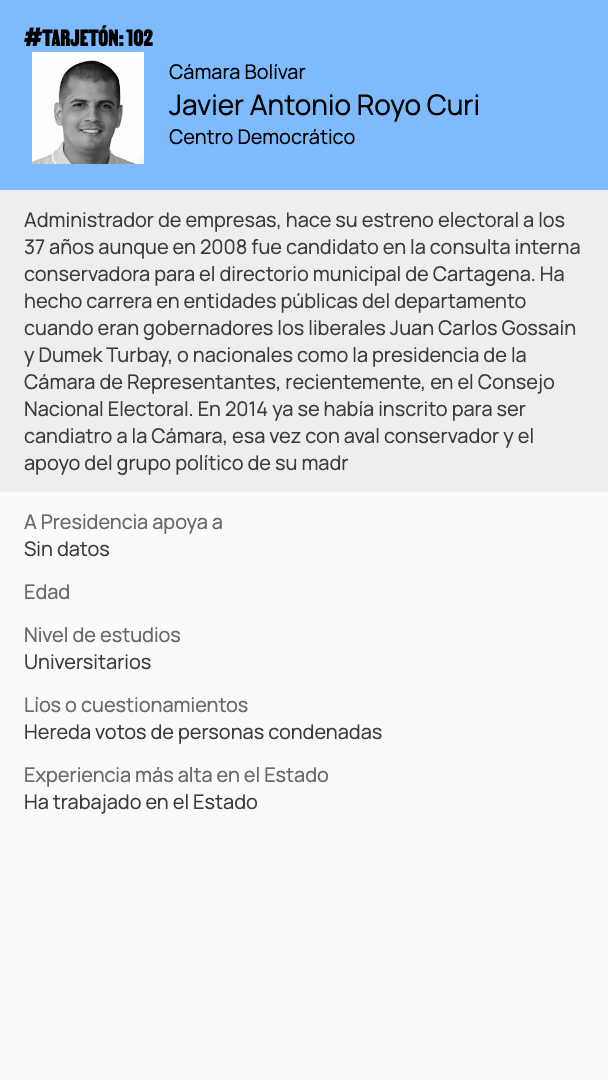 #TARJETÓN: 102
Cámara Bolívar
Javier Antonio Royo Curi
Centro Democrático
Administrador de empresas, hace su estreno electoral a los
37 años aunque en 2008 fue candidato en la consulta interna
conservadora para el directorio municipal de Cartagena. Ha
hecho carrera en entidades públicas del departamento
cuando eran gobernadores los liberales Juan Carlos Gossaín
y Dumek Turbay, o nacionales como la presidencia de la
Cámara de Representantes, recientemente, en el Consejo
Nacional Electoral. En 2014 ya se había inscrito para ser
candiatro a la Cámara, esa vez con aval conservador y el
apoyo del grupo político de su madr
A Presidencia apoya a
Sin datos
Edad
Nivel de estudios
Universitarios
Líos o cuestionamientos
Hereda votos de personas condenadas
Experiencia más alta en el Estado
Ha trabajado en el Estado